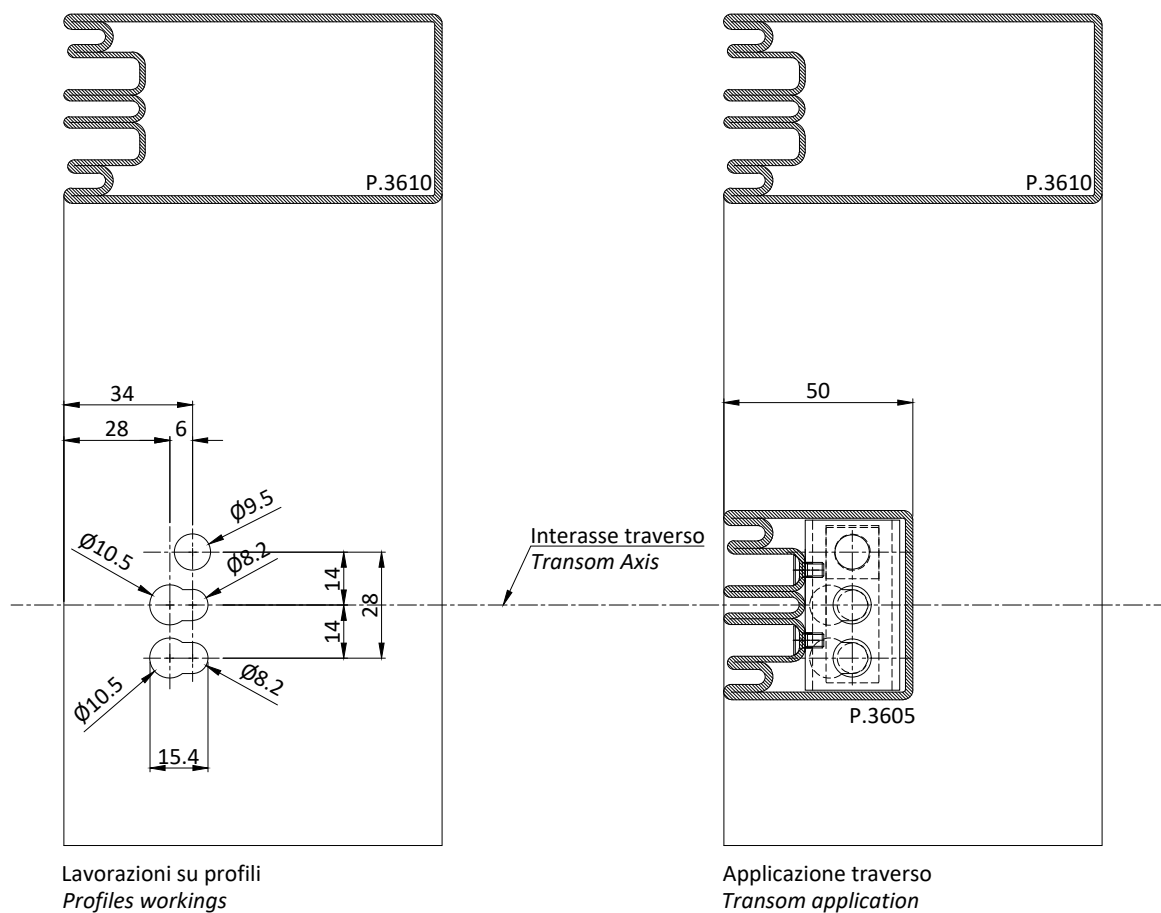 P.3610
P.3610
34
28
6
50
Ø9.5
Ø10.5
Ø8.2
14
28
14
Interasse traverso
Transom Axis
Ø10.5
Ø8.2
15.4
P.3605
Lavorazioni su profili
Profiles workings
Applicazione traverso
Transom application